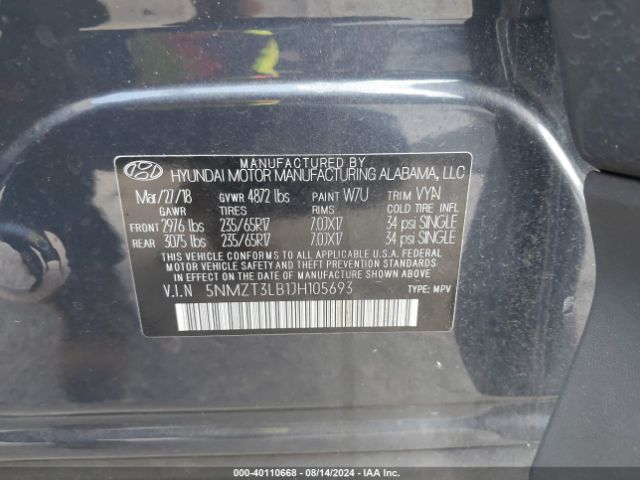 MANUFACTURED BY
HYUNDAI MOTOR MANUFACTURING ALABAMA, LLC
Mar/27/18 GVWR 4872 lbs PAINT W7U TRIM VYN
GAWR TIRES RIMS COLD TIRE INFL
FRONT 2976 lbs 235/65R17 7.0JX17 34 psi SINGLE
REAR 3075 lbs 235/65R17 7.0JX17 34 psi SINGLE
THIS VEHICLE CONFORMS TO ALL APPLICABLE U.S.A. FEDERAL
MOTOR VEHICLE SAFETY AND THEFT PREVENTION STANDARDS
IN EFFECT ON THE DATE OF MANUFACTURE SHOWN ABOVE.
V.I.N 5NMZT3LB1JH105693 TYPE: MPV
000-40110668 - 08/14/2024 - IAAI.COM